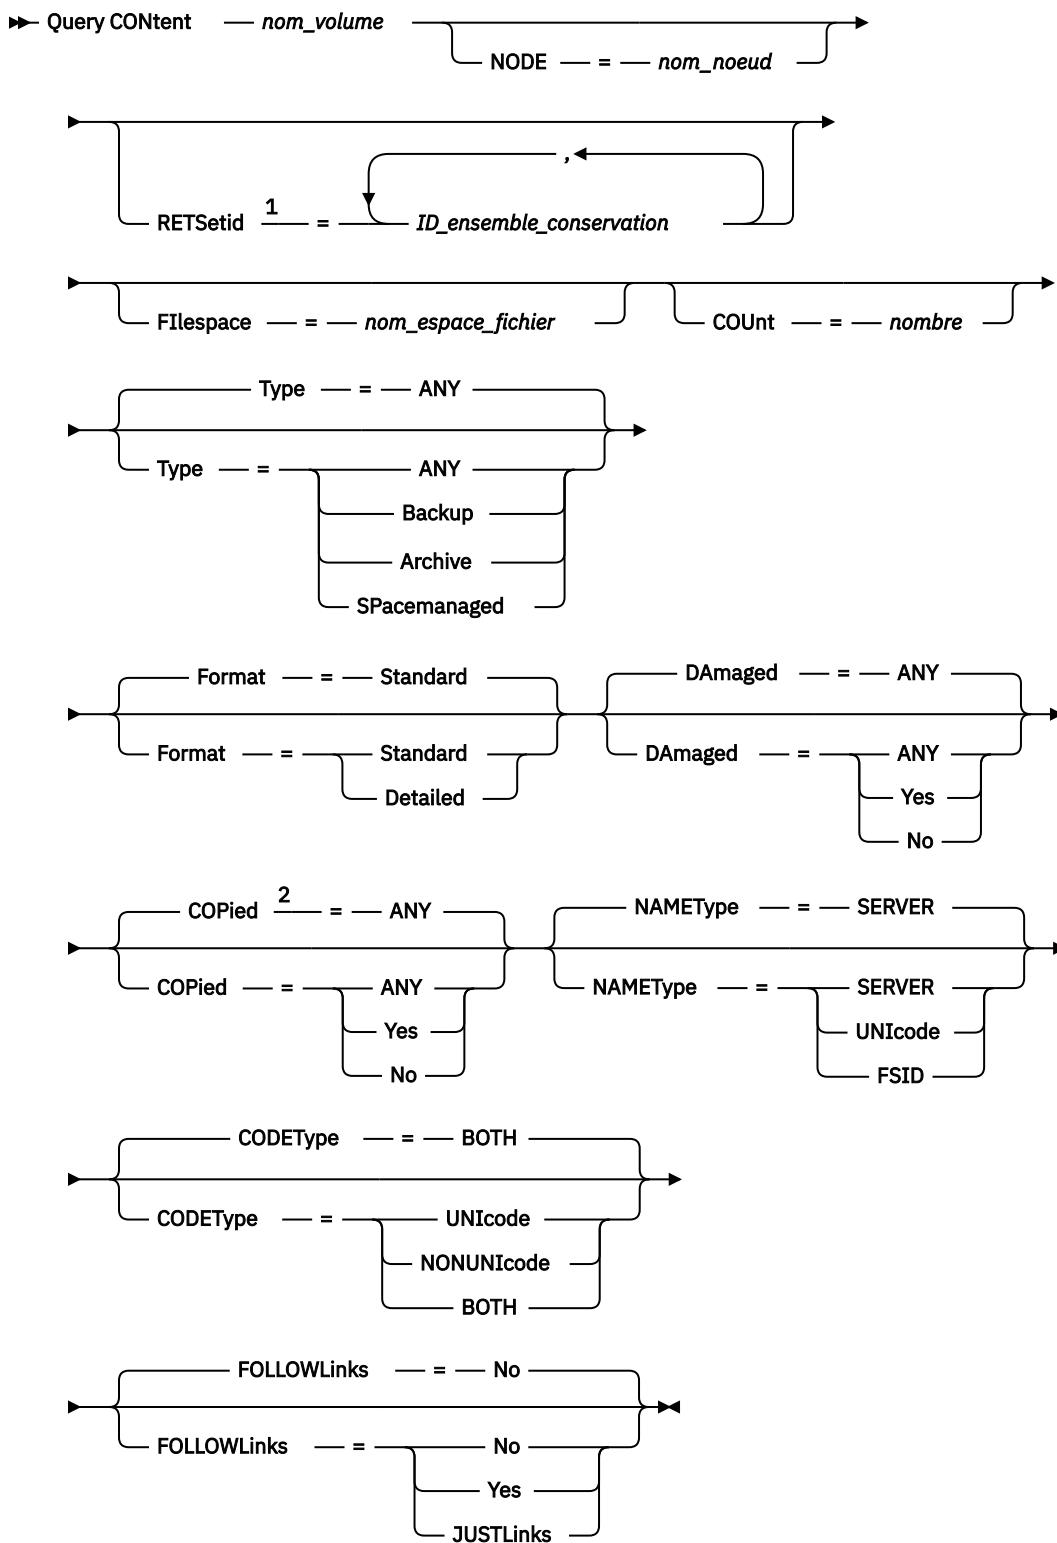 Query CONtent nom_volume
NODE = nom_noeud
,
RETSetid 1 = ID_ensemble_conservation
FIlespace = nom_espace_fichier COUnt = nombre
Type = ANY
Type = ANY
Backup
Archive
SPacemanaged
Format = Standard DAmaged = ANY
Format = Standard DAmaged = ANY
Detailed Yes
No
COPied 2 = ANY NAMEType = SERVER
COPied = ANY NAMEType = SERVER
Yes UNIcode
No FSID
CODEType = BOTH
CODEType = UNIcode
NONUNIcode
BOTH
FOLLOWLinks = No
FOLLOWLinks = No
Yes
JUSTLinks